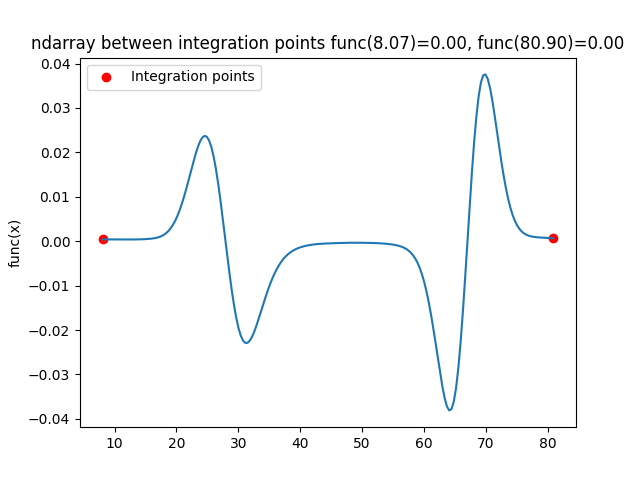 ndarray between integration points func(8.07)=0.00, func(80.90)=0.00
Integration points
func(x)
0.04
0.03
0.02
0.01
0.00
−0.01
−0.02
−0.03
−0.04
10 20 30 40 50 60 70 80